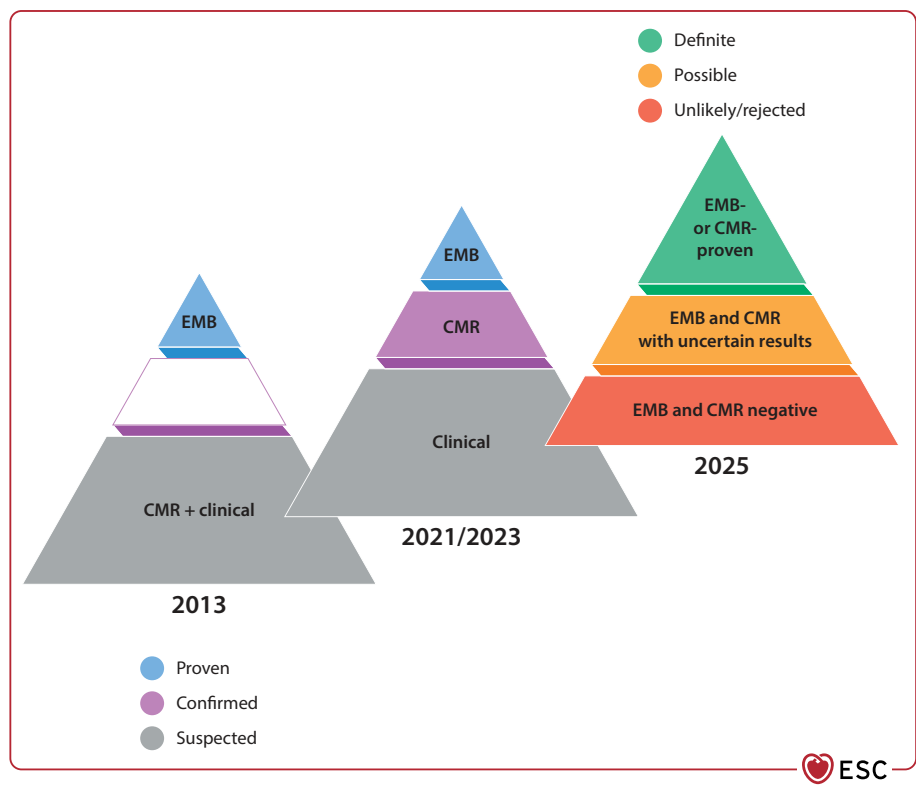 Definite
Possible
Unlikely/rejected
EMB
CMR + clinical
2013
EMB
CMR
Clinical
2021/2023
EMB-
or CMR-
proven
EMB and CMR
with uncertain results
EMB and CMR negative
2025
Proven
Confirmed
Suspected
ESC